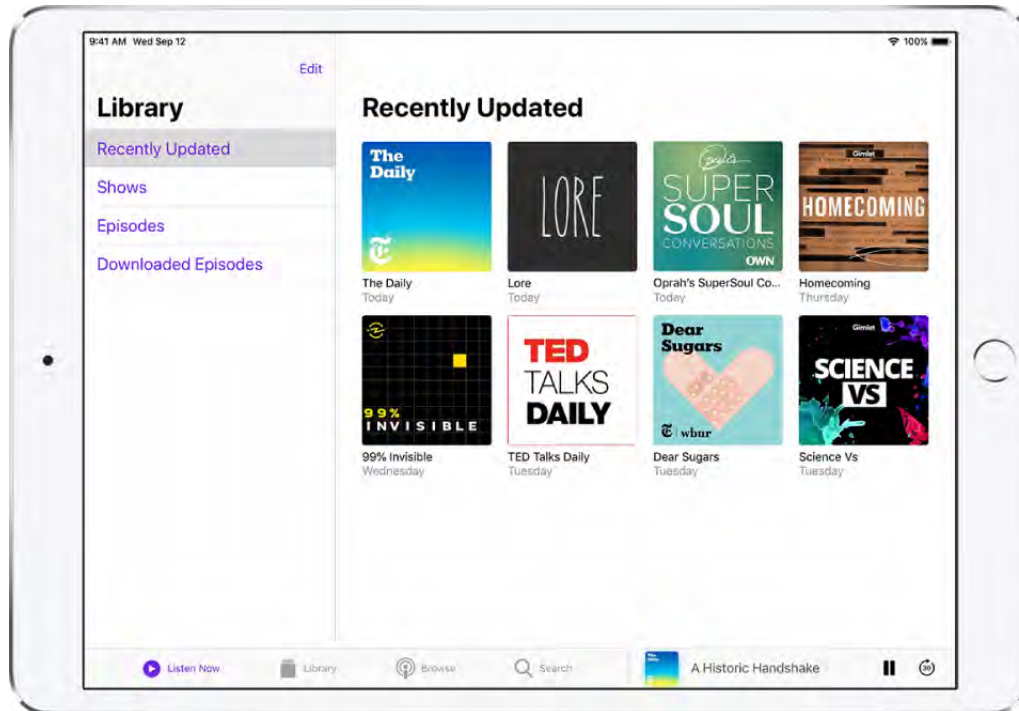 9:41 AM Wed Sep 12
100%
Edit
Library
Recently Updated
Shows
Episodes
Downloaded Episodes
Recently Updated
The
Daily
LORE
Oprah's
SUPER
SOUL
CONVERSATIONS
OWN
Gimlet
HOMECOMING
The Daily
Today
Lore
Today
Oprah's SuperSoul Co...
Today
Homecoming
Thursday
99%
INVISIBLE
TED
TALKS
DAILY
Dear
Sugars
wbur
Gimlet
SCIENCE
VS
99% Invisible
Wednesday
TED Talks Daily
Tuesday
Dear Sugars
Tuesday
Science Vs
Tuesday
Listen Now
Library
Browse
Search
A Historic Handshake
30